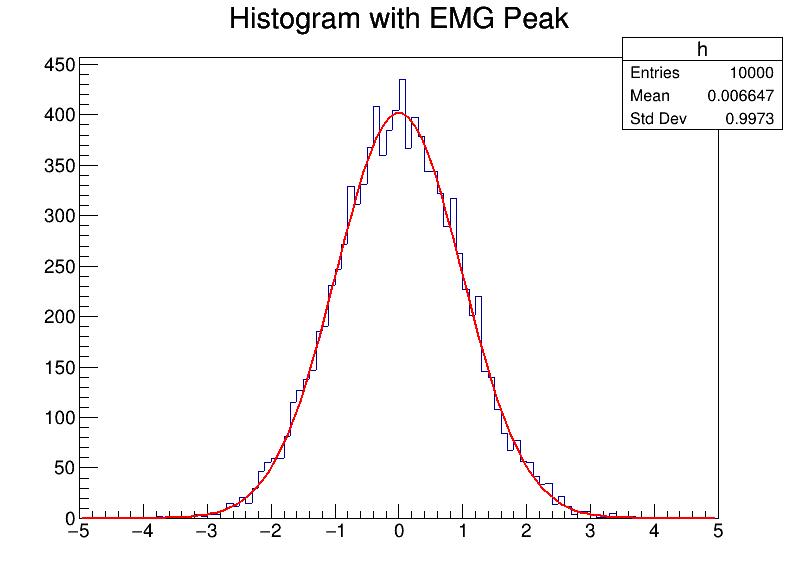 Histogram with EMG Peak
h
Entries 10000
Mean 0.006647
Std Dev 0.9973
450
400
350
300
250
200
150
100
50
0
−5 −4 −3 −2 −1 0 1 2 3 4 5